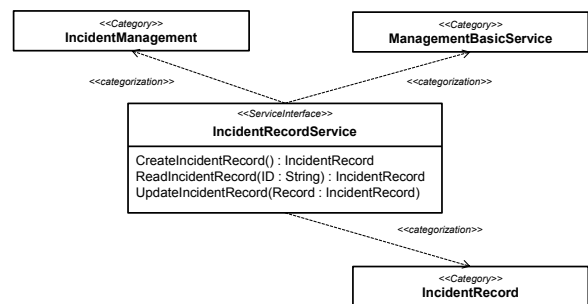 <<Category>>
IncidentManagement
<<Category>>
ManagementBasicService
<<categorization>>
<<categorization>>
<<ServiceInterface>>
IncidentRecordService
CreateIncidentRecord() : IncidentRecord
ReadIncidentRecord(ID : String) : IncidentRecord
UpdateIncidentRecord(Record : IncidentRecord)
<<categorization>>
<<Category>>
IncidentRecord